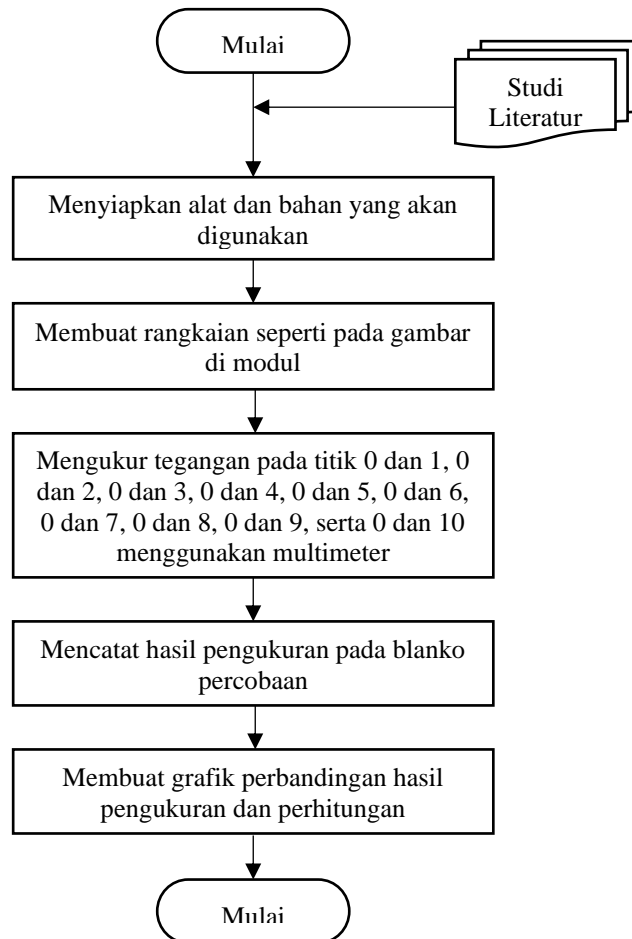 Mulai
Studi
Literatur
Menyiapkan alat dan bahan yang akan
digunakan
Membuat rangkaian seperti pada gambar
di modul
Mengukur tegangan pada titik 0 dan 1, 0
dan 2, 0 dan 3, 0 dan 4, 0 dan 5, 0 dan 6,
0 dan 7, 0 dan 8, 0 dan 9, serta 0 dan 10
menggunakan multimeter
Mencatat hasil pengukuran pada blanko
percobaan
Membuat grafik perbandingan hasil
pengukuran dan perhitungan
Mulai